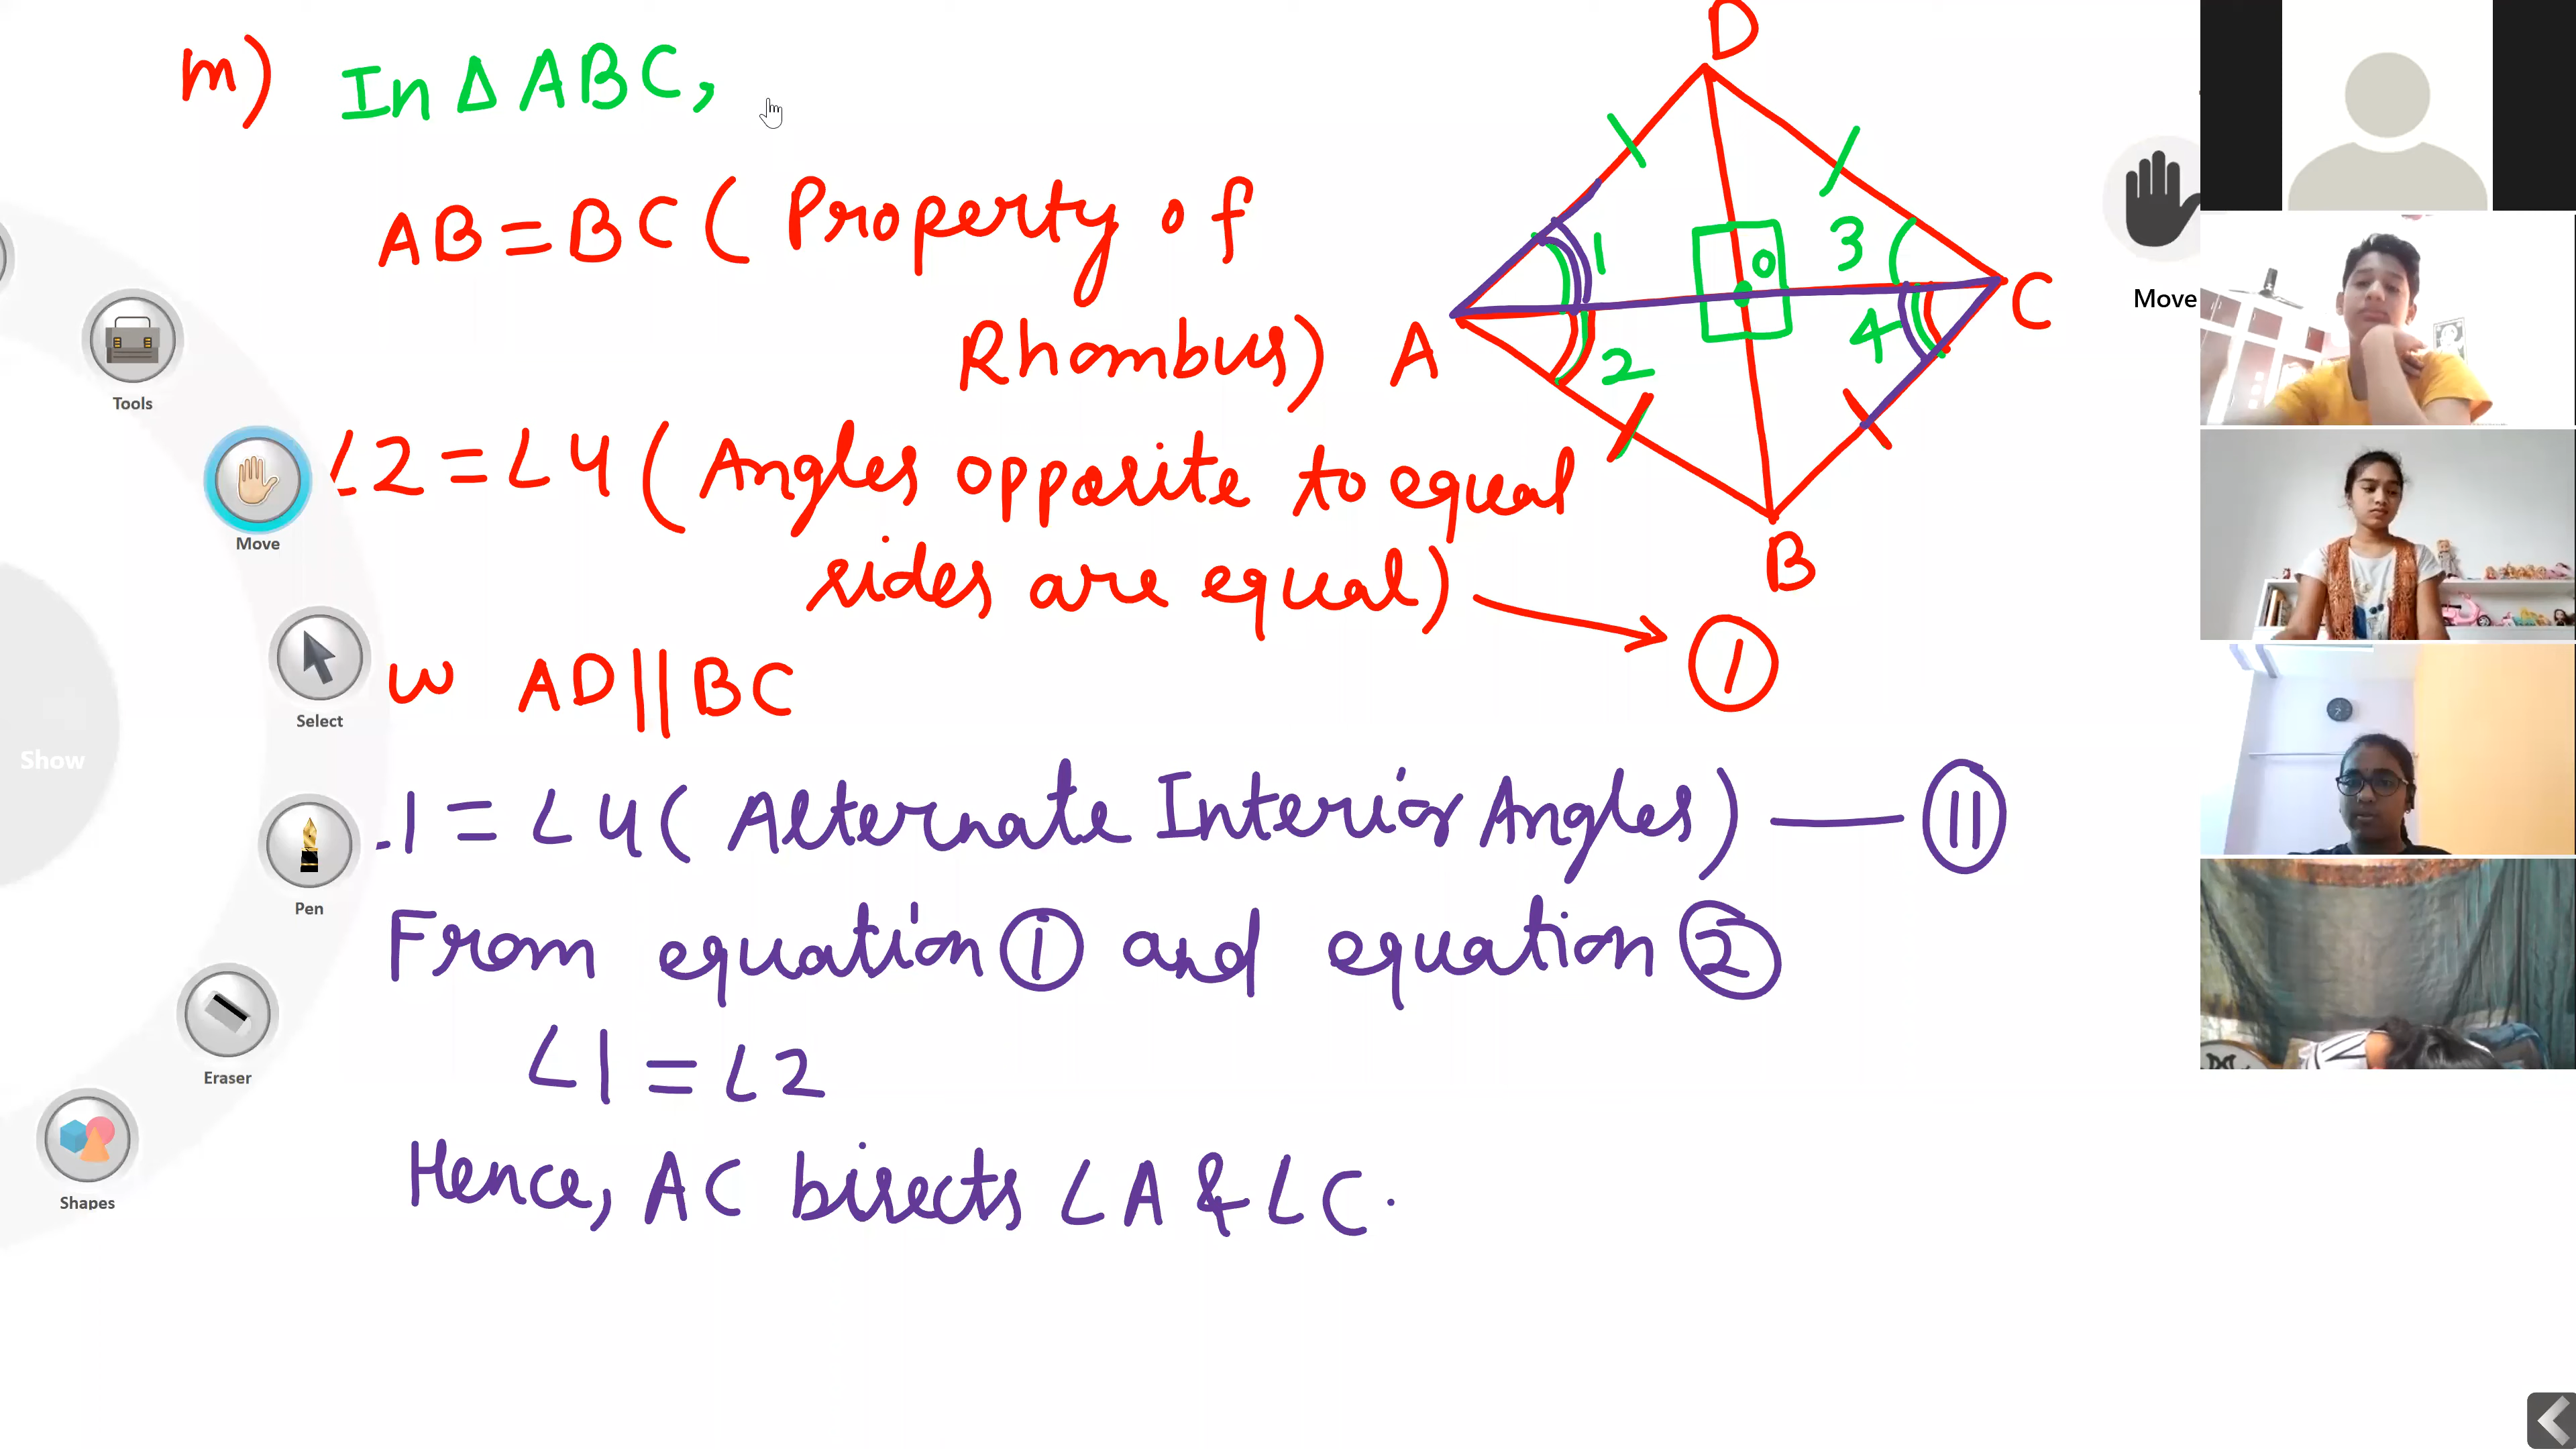 m) In Δ ABC,
AB = BC ( Property of
Rhombus)
∠2 = ∠4 ( Angles opposite to equal
sides are equal) → ①
w AD || BC
1 = ∠4 ( Alternate Interior Angles) — ⑪
From equation ① and equation ②
∠1 = ∠2
Hence, AC bisects ∠A & ∠C.
D
1
O
3
C
A
2
4
B
Tools
Move
Select
Show
Pen
Eraser
Shapes
Move